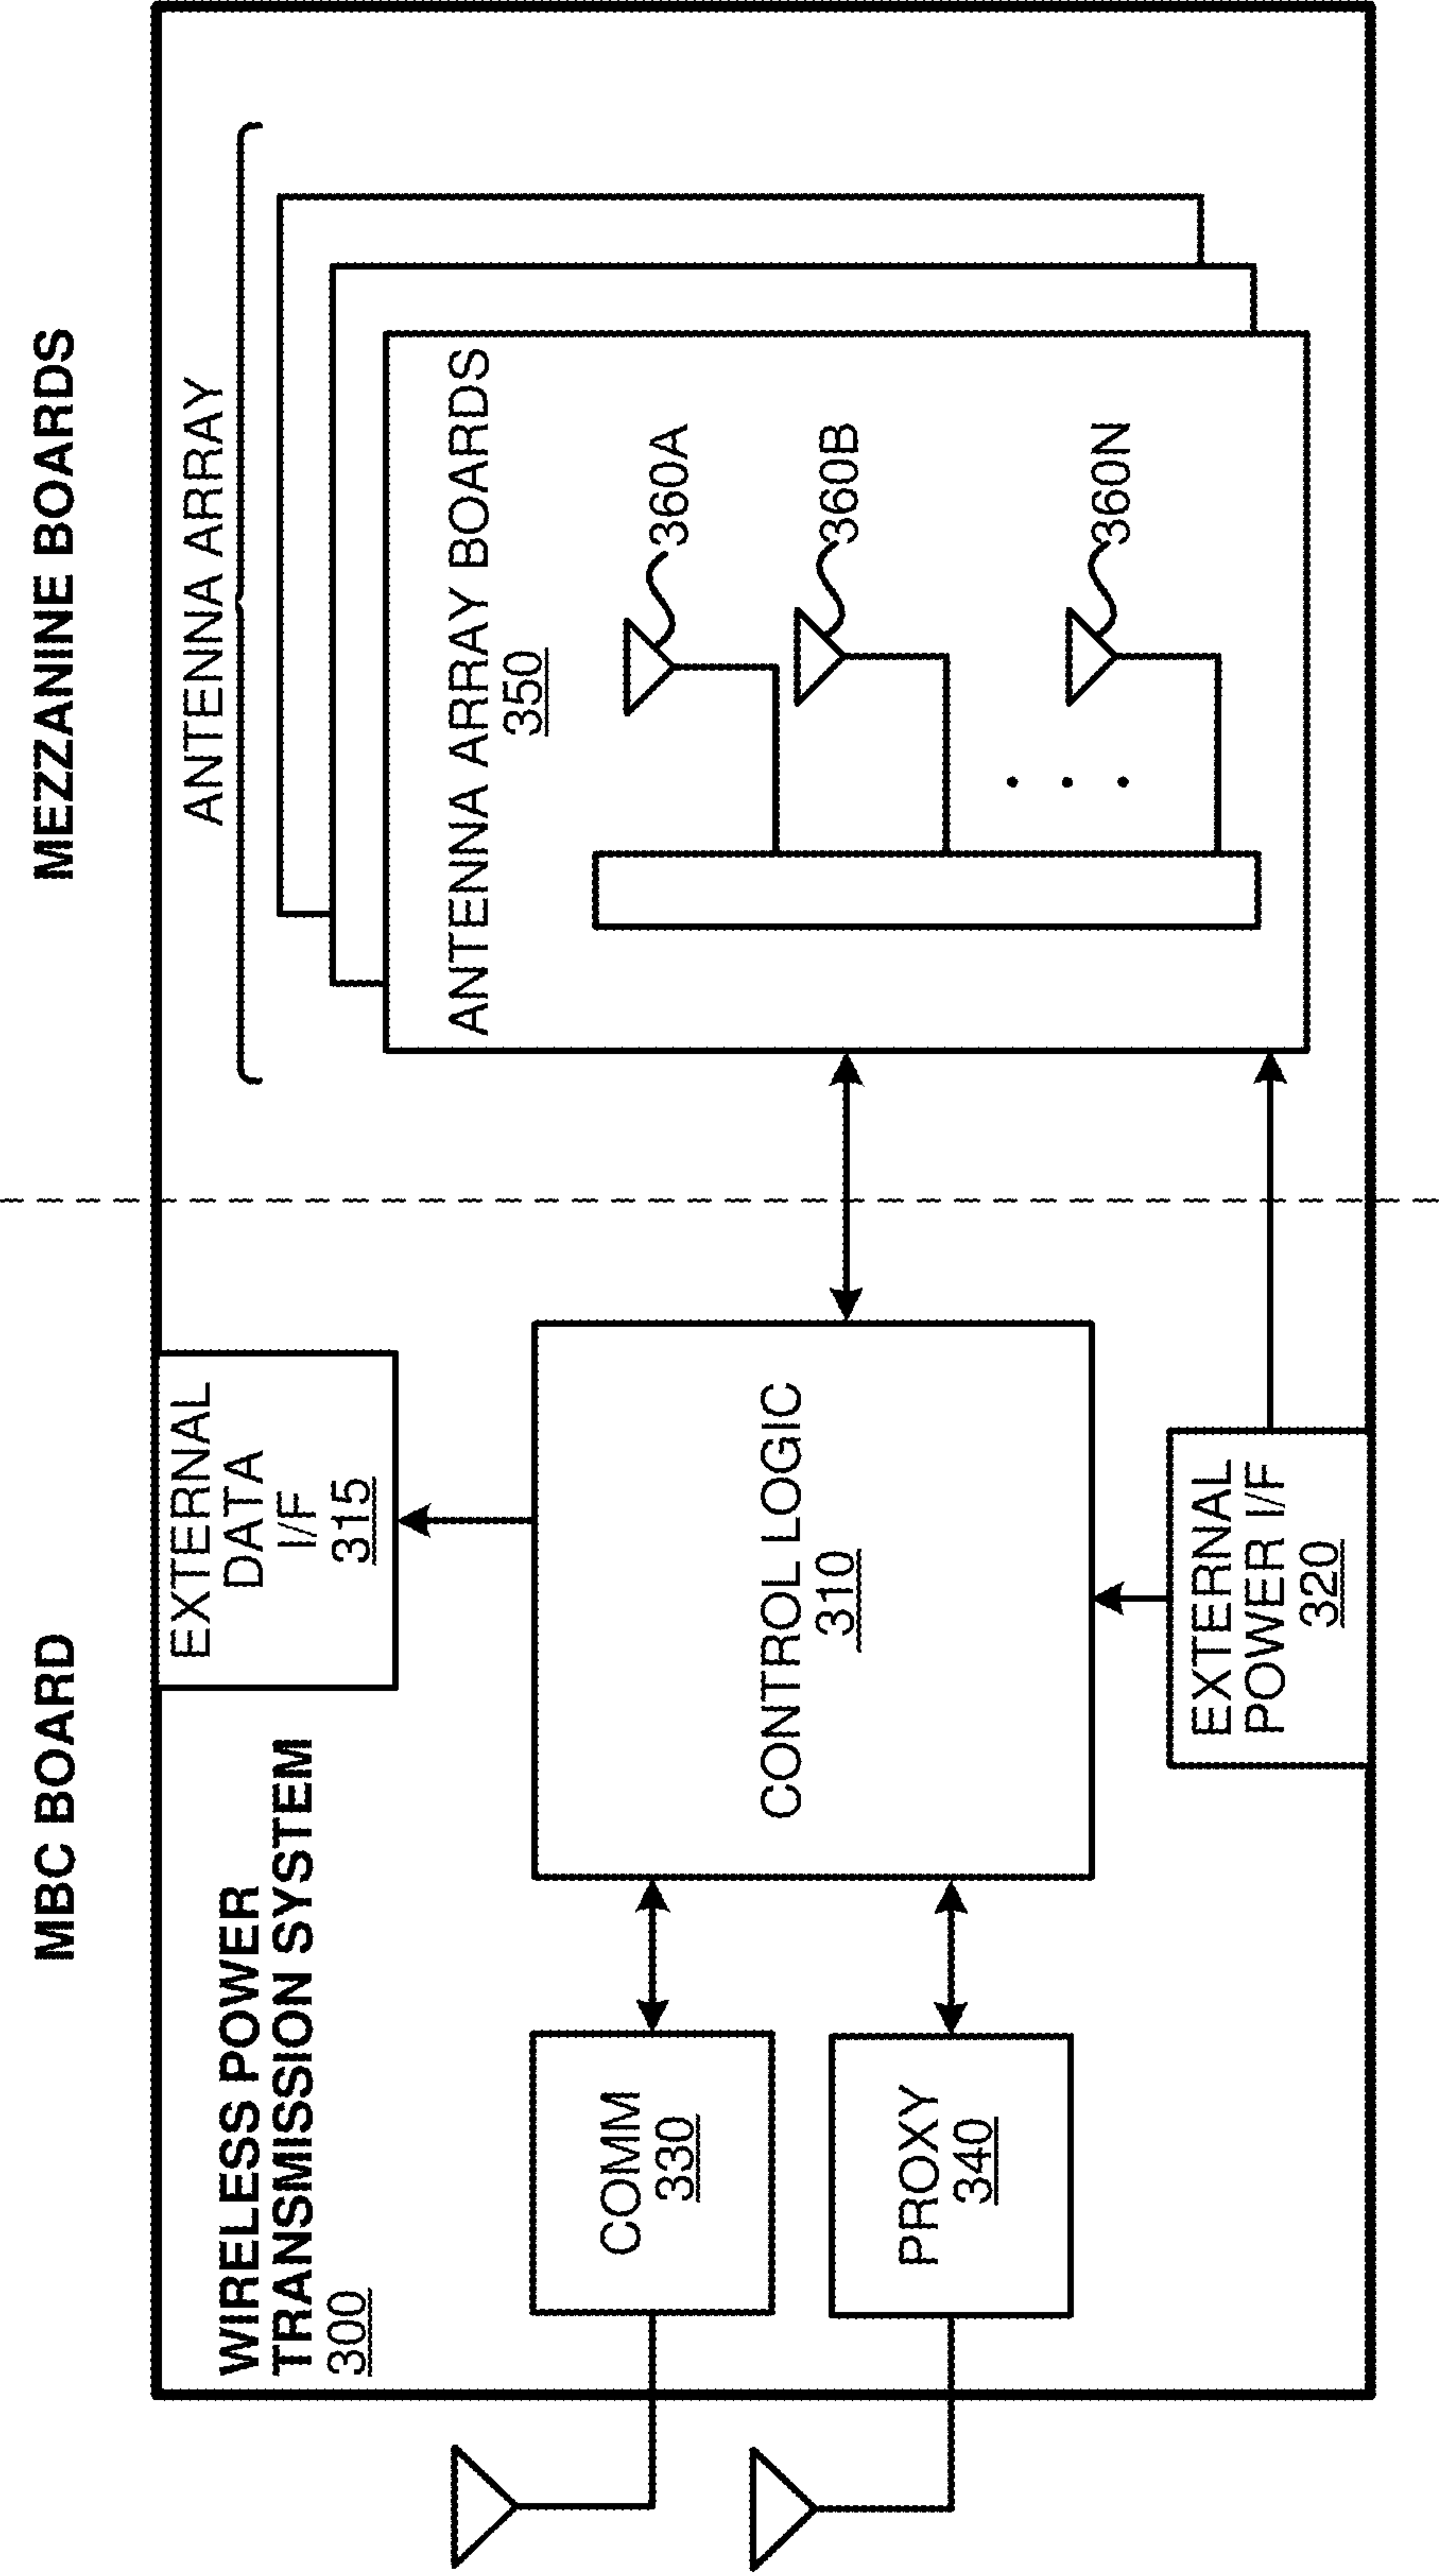 MBC BOARD
MEZZANINE BOARDS
WIRELESS POWER
TRANSMISSION SYSTEM
300
EXTERNAL
DATA
I/F
315
ANTENNA ARRAY
COMM
330
PROXY
340
CONTROL LOGIC
310
EXTERNAL
POWER I/F
320
ANTENNA ARRAY BOARDS
350
360A
360B
360N